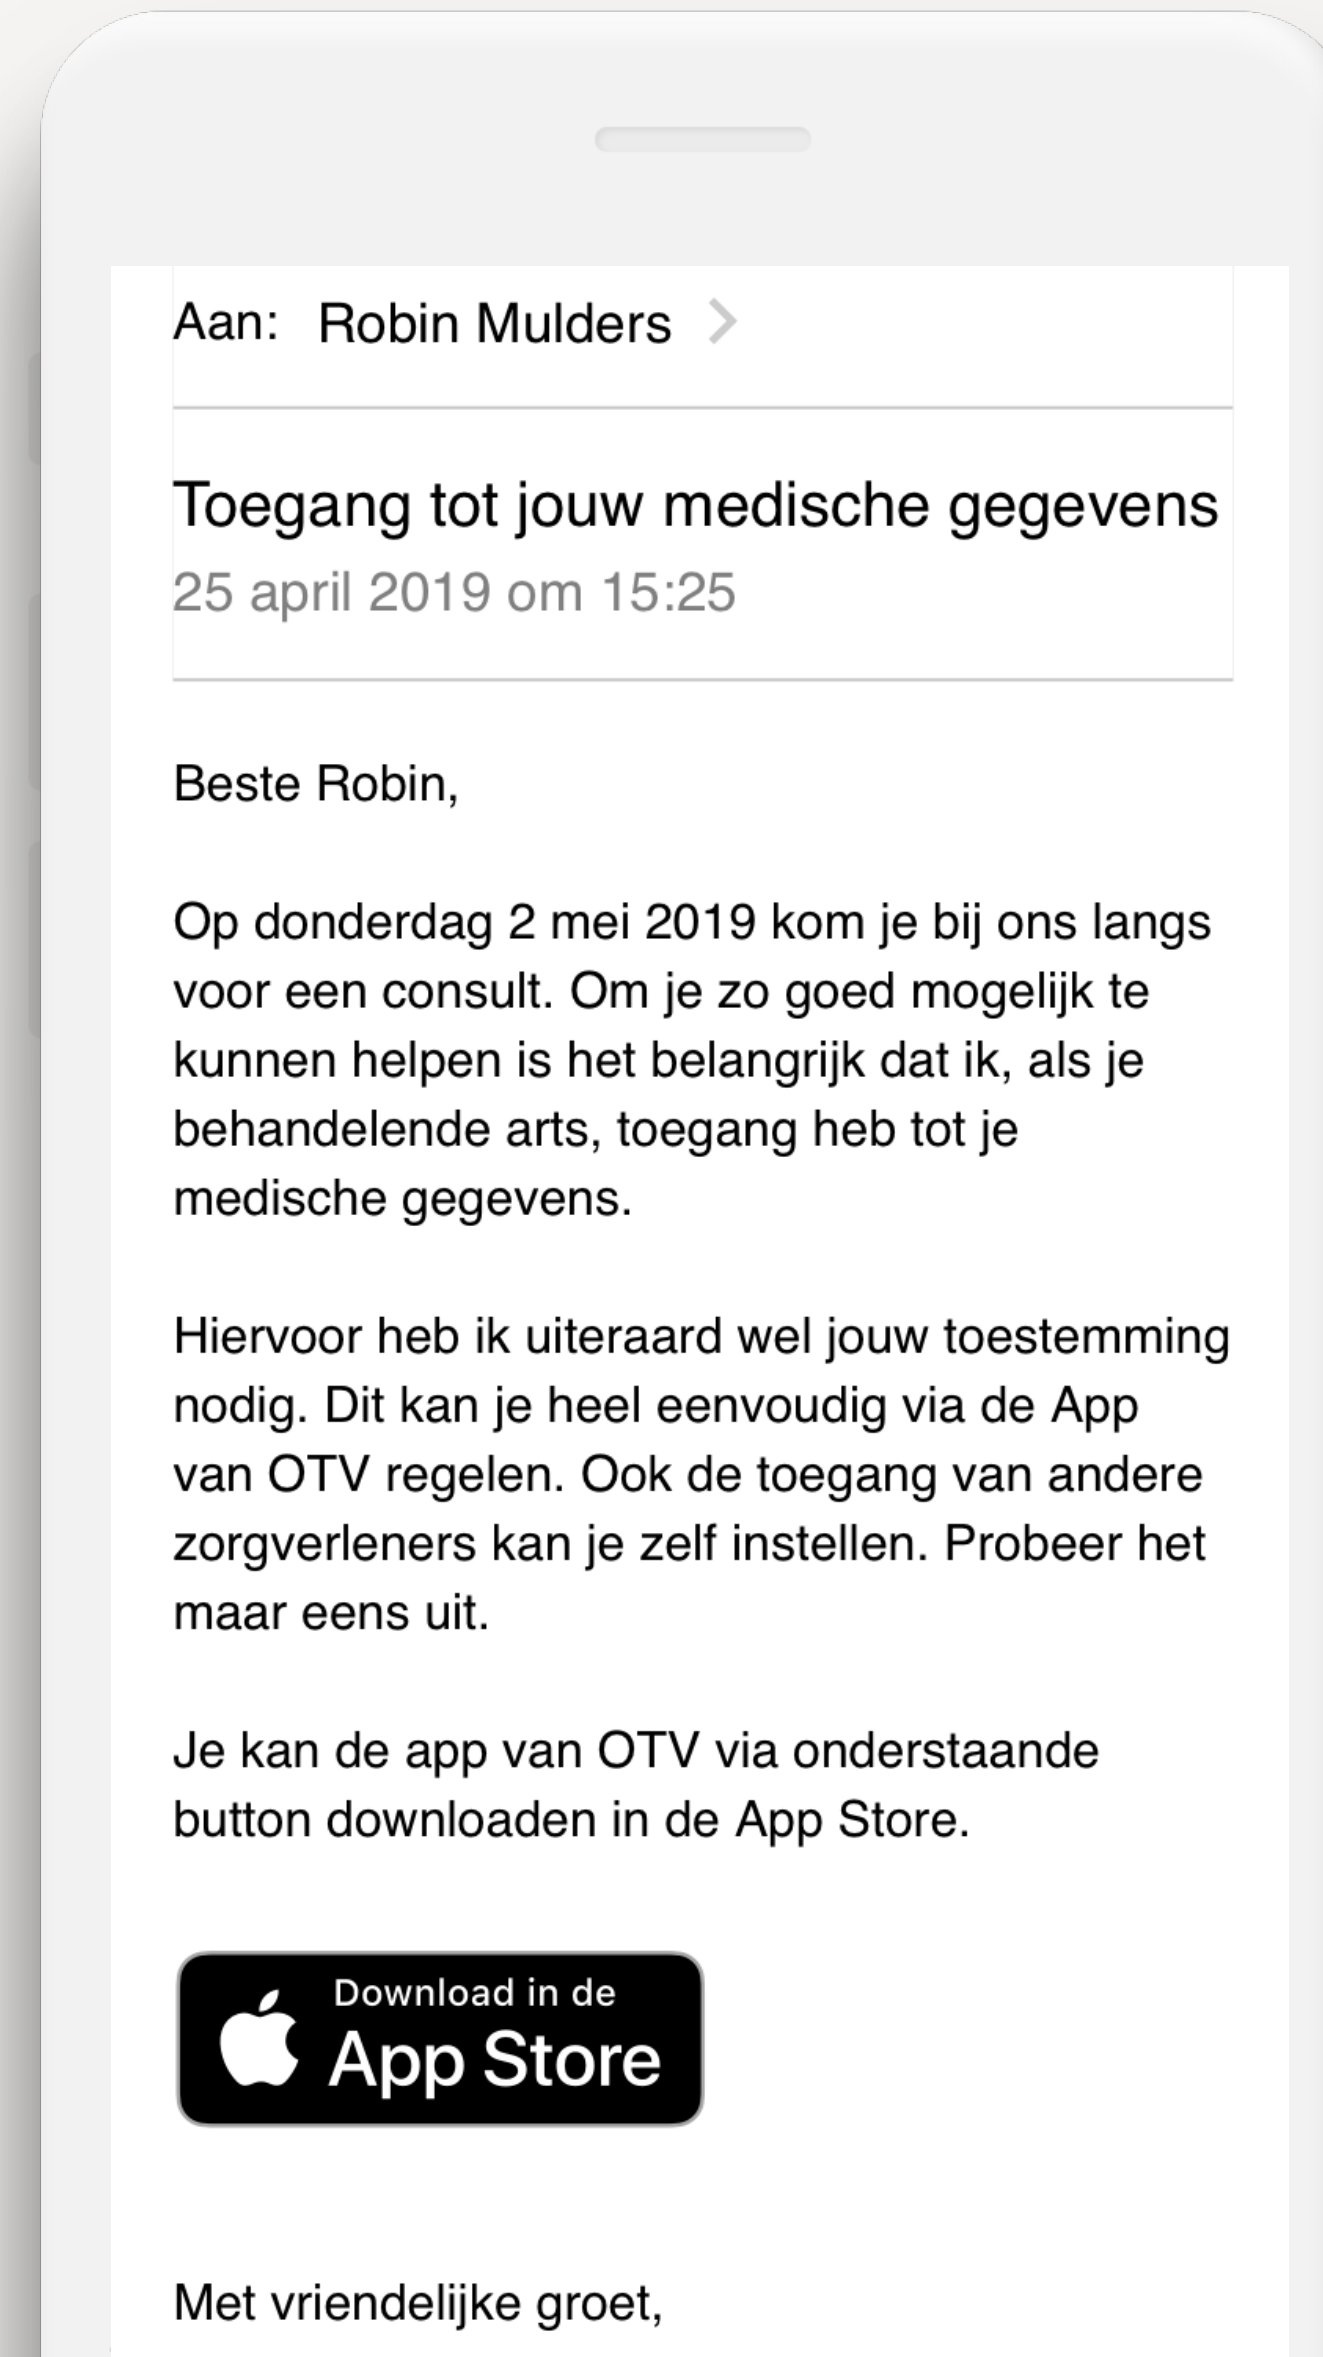 Aan: Robin Mulders
Toegang tot jouw medische gegevens
25 april 2019 om 15:25
Beste Robin,
Op donderdag 2 mei 2019 kom je bij ons langs
voor een consult. Om je zo goed mogelijk te
kunnen helpen is het belangrijk dat ik, als je
behandelende arts, toegang heb tot je
medische gegevens.
Hiervoor heb ik uiteraard wel jouw toestemming
nodig. Dit kan je heel eenvoudig via de App
van OTV regelen. Ook de toegang van andere
zorgverleners kan je zelf instellen. Probeer het
maar eens uit.
Je kan de app van OTV via onderstaande
button downloaden in de App Store.
Download in de
App Store
Met vriendelijke groet,